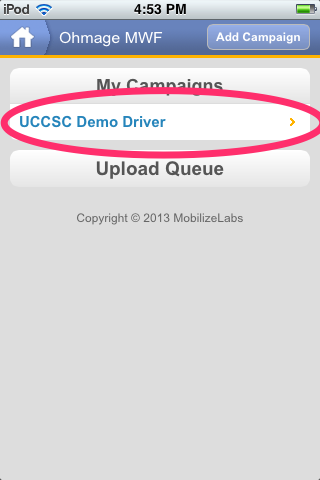 iPod 4:53 PM
Ohmage MWF Add Campaign
My Campaigns
UCCSC Demo Driver
Upload Queue
Copyright © 2013 MobilizeLabs